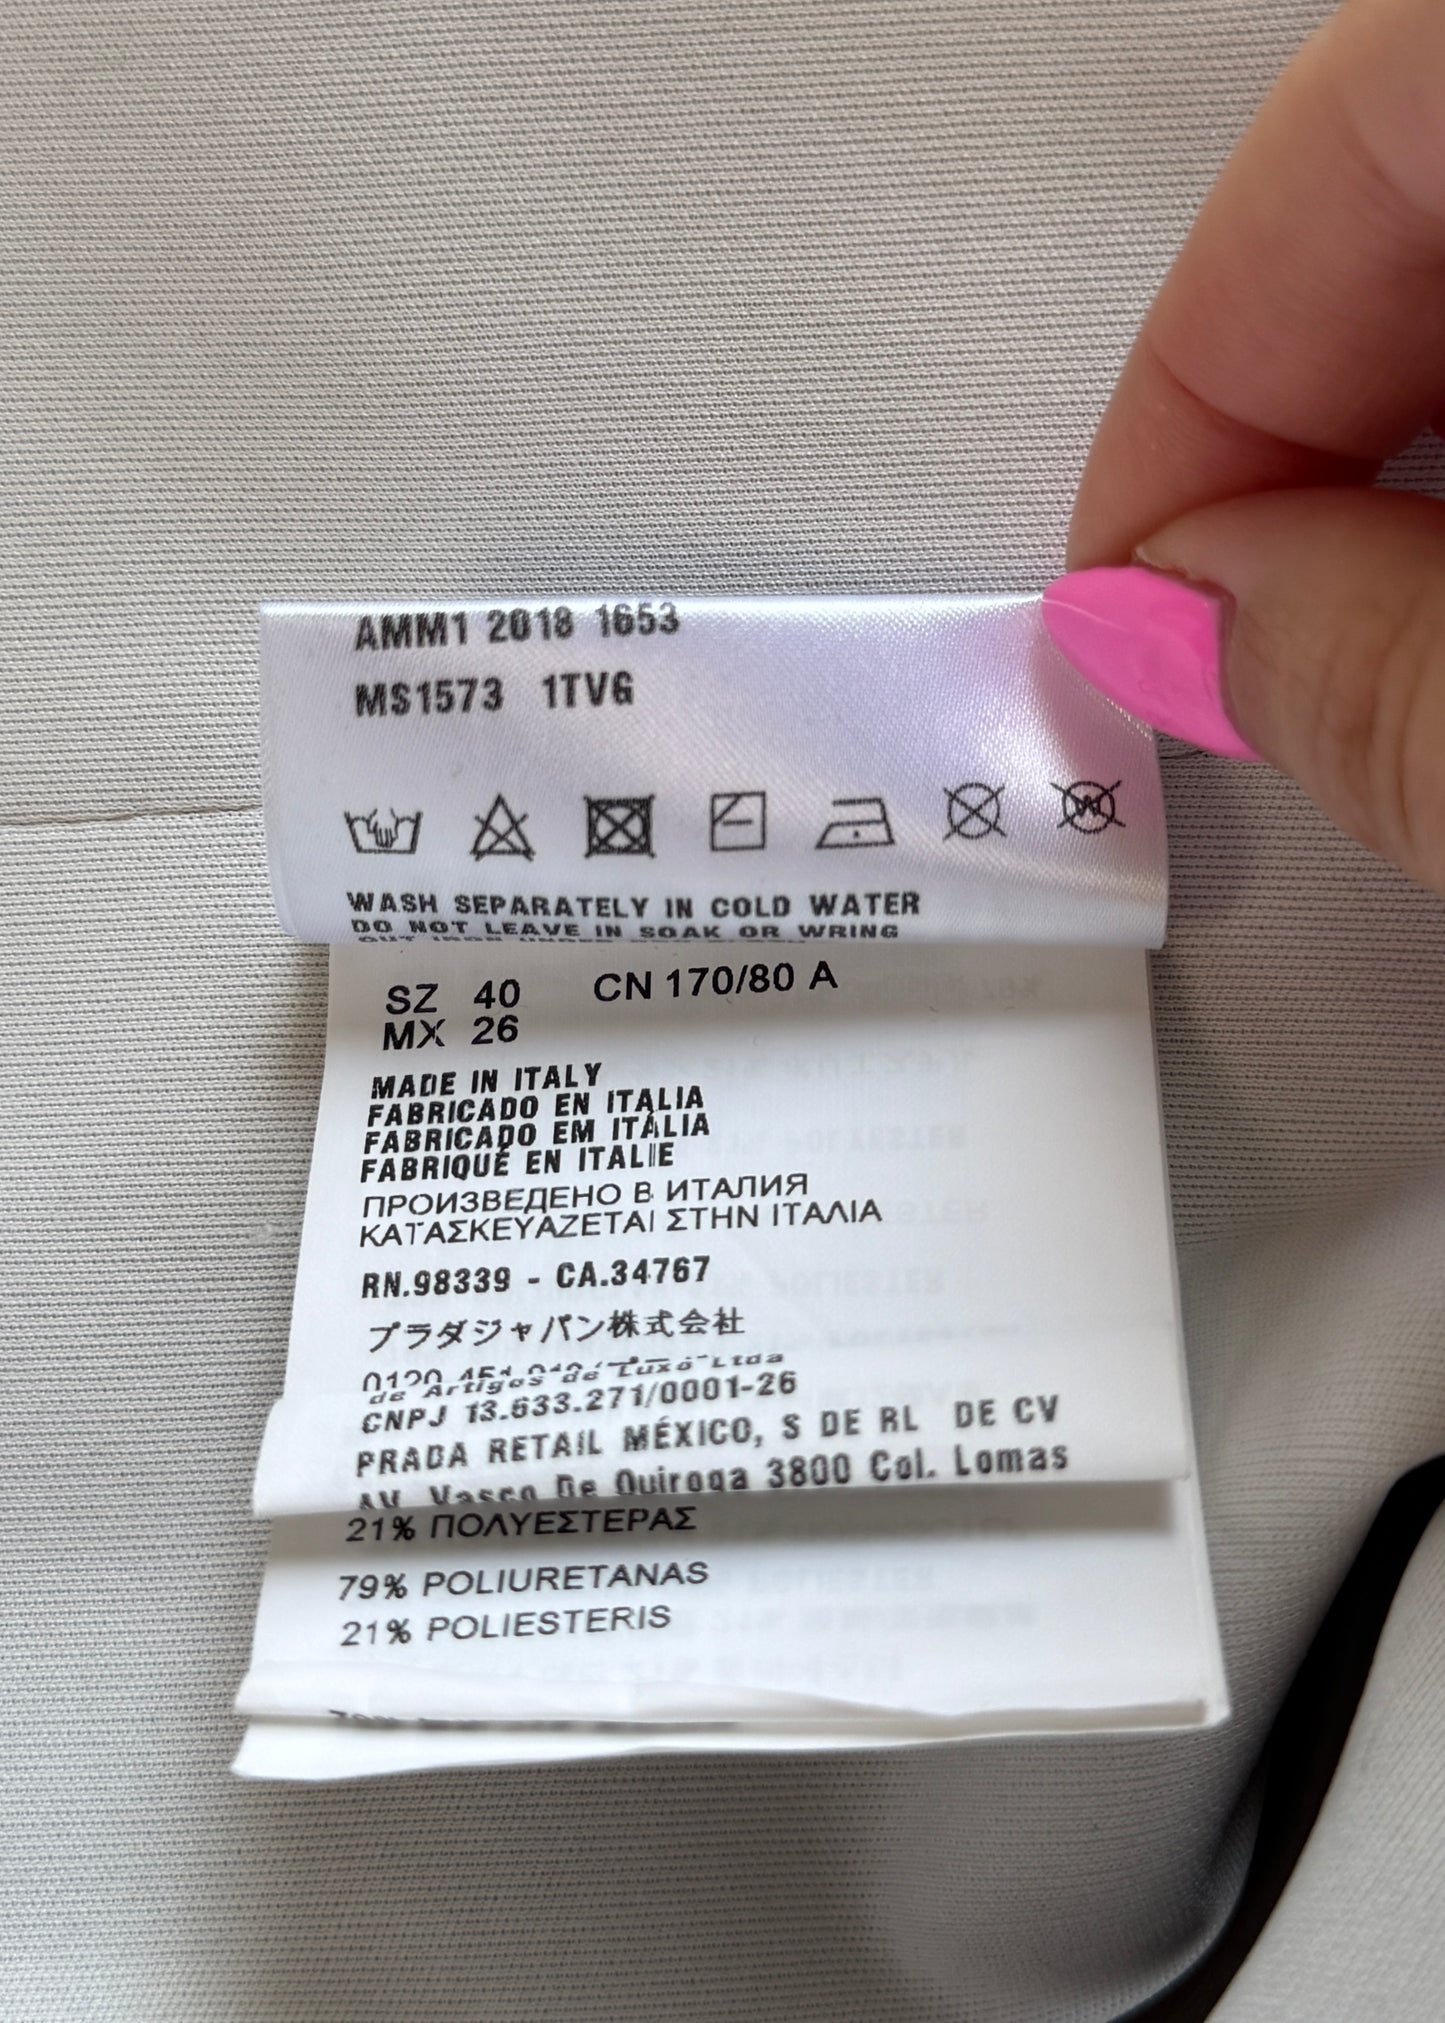 AMM1 2018 1653
MS1573 1TVG
W
WASH SEPARATELY IN COLD WATER
DO NOT LEAVE IN SOAK OR WRING
SZ 40 CN 170/80 A
MX 26
MADE IN ITALY
FABRICADO EN ITALIA
FABRICADO EM ITÁLIA
FABRIQUÉ EN ITALIE
ПРОИЗВЕДЕНО В ИТАЛИЯ
ΚΑΤΑΣΚΕΥΑΖΕΤΑΙ ΣΤΗΝ ΙΤΑΛΙΑ
RN.98339 - CA.34767
プラダジャパン株式会社
0120
de Artigos de Luxo Ltda
CNPJ 13.633.271/0001-26
PRADA RETAIL MÉXICO, S DE RL DE CV
AV. Vasco De Quiroga 3800 Col. Lomas
21% ΠΟΛΥΕΣΤΕΡΑΣ
79% POLIURETANAS
21% POLIESTERIS